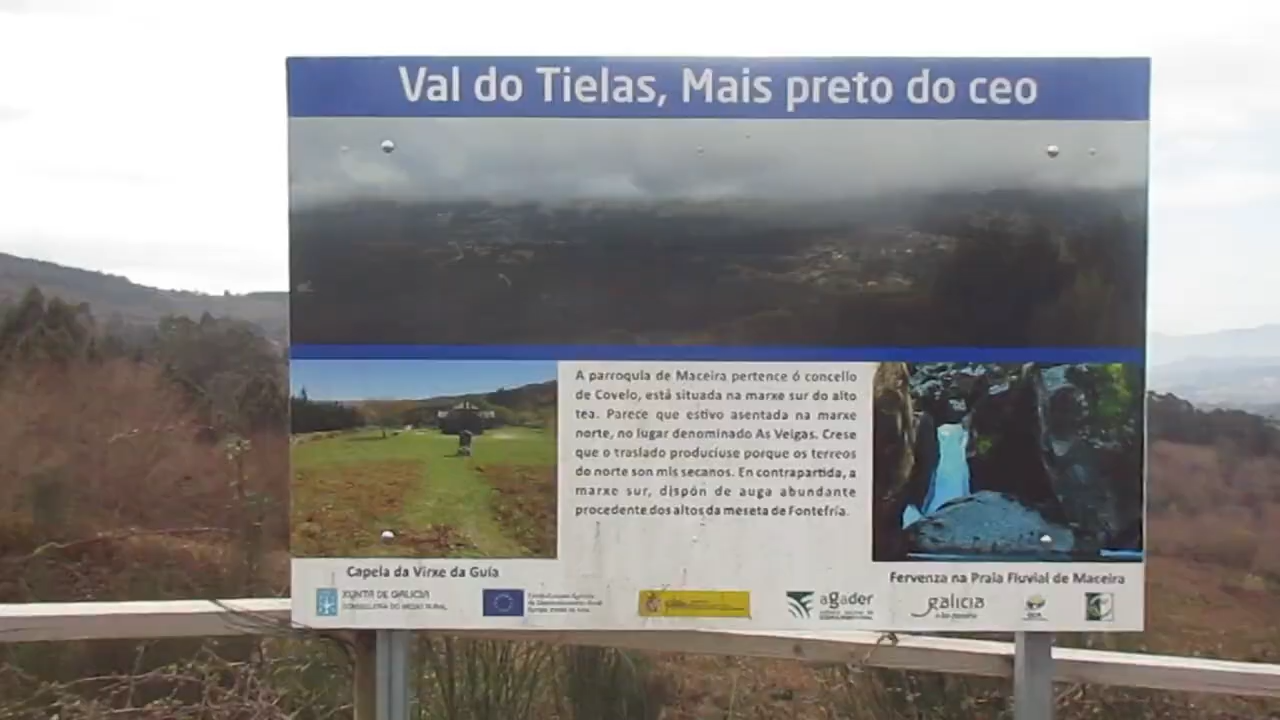 Val do Tielas, Mais preto do ceo
A parroquia de Maceira pertence ó concello
de Covelo, está situada na marxe sur do alto
tea. Parece que estivo asentada na marxe
norte, no lugar denominado As Veigas. Crese
que o traslado produciuse porque os terreos
do norte son mis secanos. En contrapartida, a
marxe sur, dispón de auga abundante
procedente dos altos da meseta de Fontefría.
Capela da Virxe da Guía
Fervenza na Praia Fluvial de Maceira
XUNTA DE GALICIA
CONSELLERÍA DO MEDIO RURAL
agader
galicia